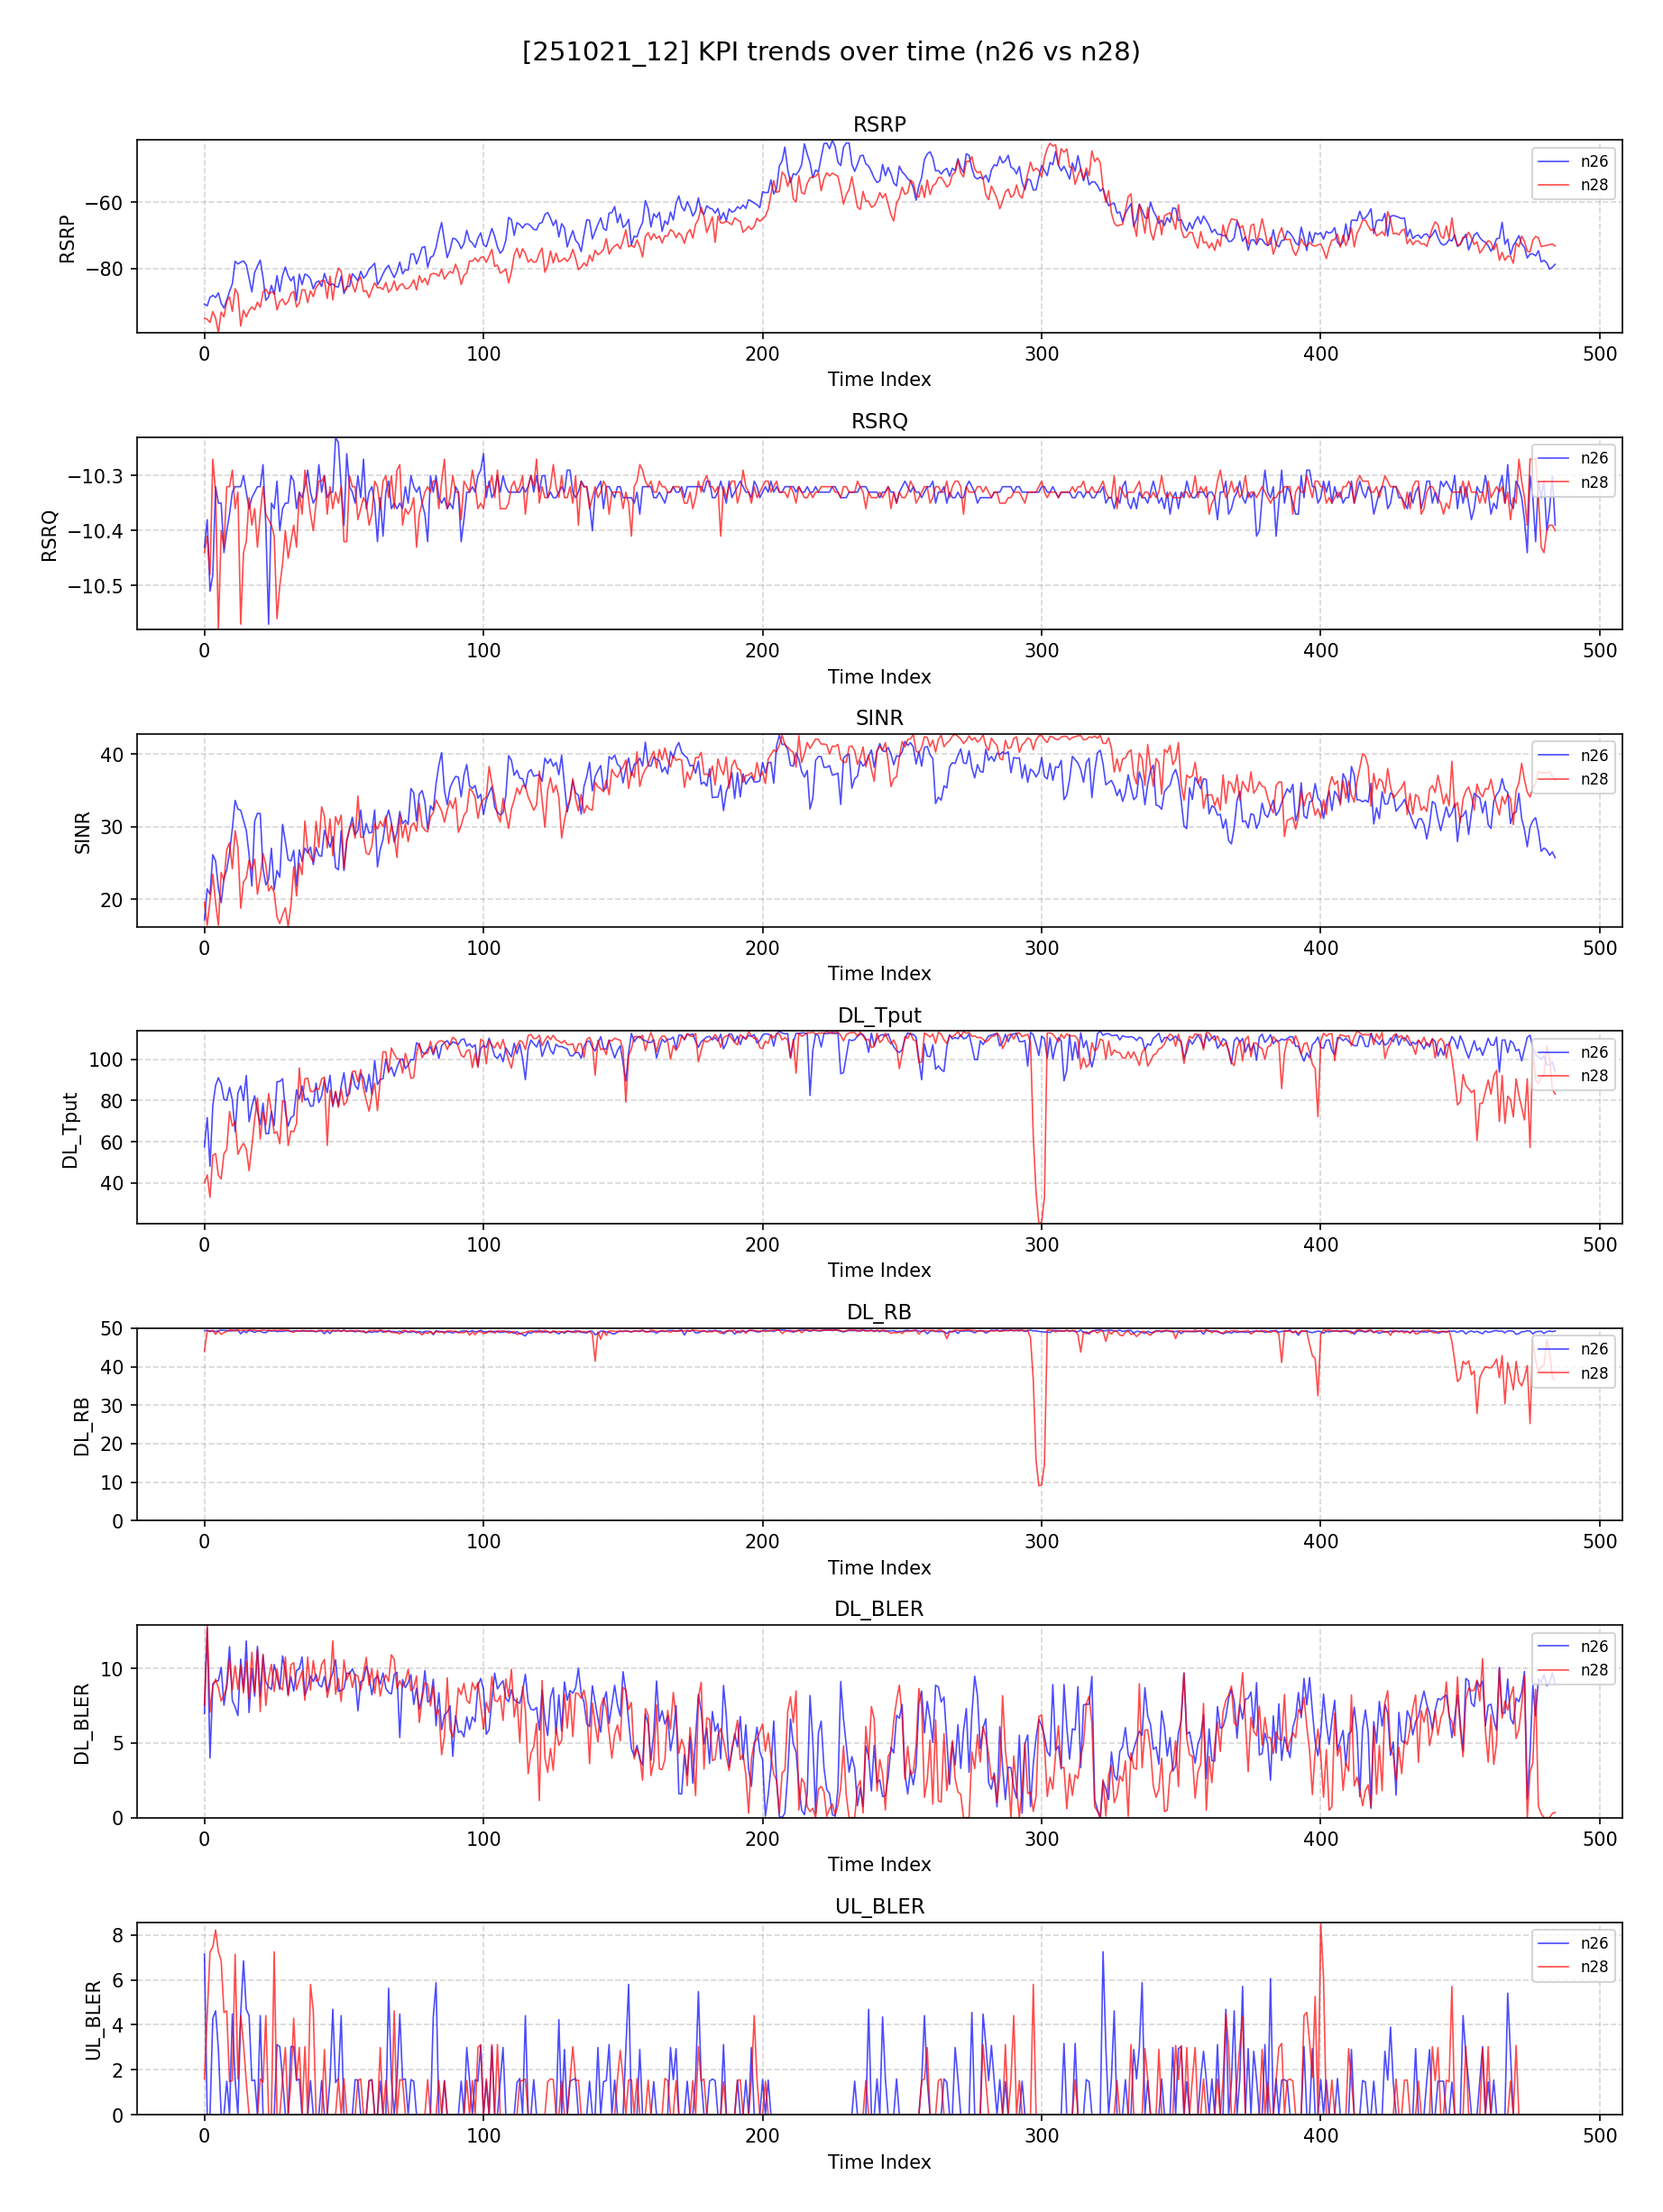 [251021_12] KPI trends over time (n26 vs n28)
RSRP
n26
n28
RSRP
−60
−80
0 100 200 300 400 500
Time Index
RSRQ
n26
n28
RSRQ
−10.3
−10.4
−10.5
0 100 200 300 400 500
Time Index
SINR
n26
n28
SINR
40
30
20
0 100 200 300 400 500
Time Index
DL_Tput
n26
n28
DL_Tput
100
80
60
40
0 100 200 300 400 500
Time Index
DL_RB
n26
n28
DL_RB
50
40
30
20
10
0
0 100 200 300 400 500
Time Index
DL_BLER
n26
n28
DL_BLER
10
5
0
0 100 200 300 400 500
Time Index
UL_BLER
n26
n28
UL_BLER
8
6
4
2
0
0 100 200 300 400 500
Time Index